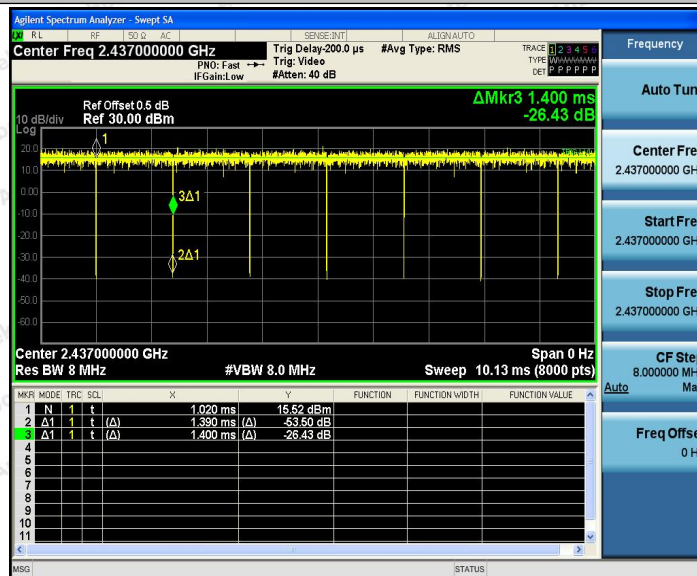 Agilent Spectrum Analyzer - Swept SA
RL RF 50 Ω AC SENSE:INT ALIGNAUTO
Center Freq 2.437000000 GHz
PNO: Fast
IFGain:Low
Trig Delay-200.0 µs
Trig: Video
#Atten: 40 dB
#Avg Type: RMS
TRACE 1 2 3 4 5 6
TYPE
DET P P P P P P
Ref Offset 0.5 dB
Ref 30.00 dBm
10 dB/div
Log
ΔMkr3 1.400 ms
-26.43 dB
1
20.0
10.0
0.00
3Δ1
-10.0
-20.0
2Δ1
-30.0
-40.0
-50.0
-60.0
Center 2.437000000 GHz Span 0 Hz
Res BW 8 MHz #VBW 8.0 MHz Sweep 10.13 ms (8000 pts)
MKR MODE TRC SCL X Y FUNCTION FUNCTION WIDTH FUNCTION VALUE
1 N 1 t 1.020 ms 15.52 dBm
2 Δ1 1 t (Δ) 1.390 ms (Δ) -53.50 dB
3 Δ1 1 t (Δ) 1.400 ms (Δ) -26.43 dB
4
5
6
7
8
9
10
11
MSG STATUS
Frequency
Auto Tun
Center Fre
2.437000000 GH
Start Fre
2.437000000 GH
Stop Fre
2.437000000 GH
CF Ste
8.000000 MH
Auto Ma
Freq Offse
0 H